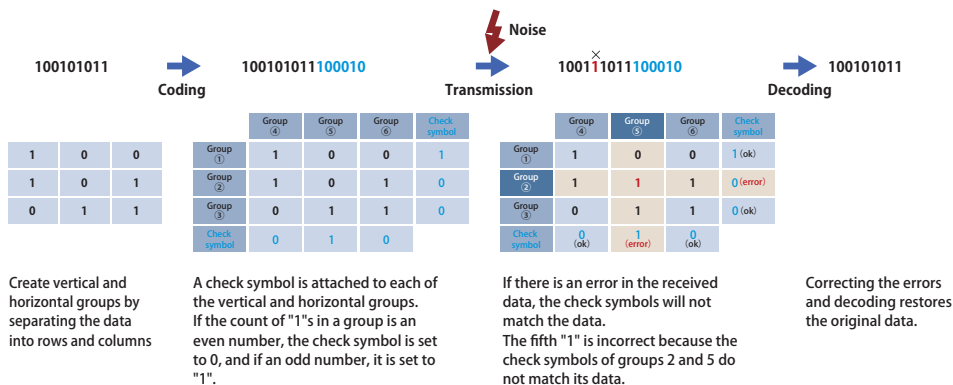 Noise
×
100101011
100101011100010
100111011100010
100101011
Coding
Transmission
Decoding
1 0 0
1 0 1
0 1 1
Group ④ Group ⑤ Group ⑥ Check symbol
Group ① 1 0 0 1
Group ② 1 0 1 0
Group ③ 0 1 1 0
Check symbol 0 1 0
Group ④ Group ⑤ Group ⑥ Check symbol
Group ① 1 0 0 1 (ok)
Group ② 1 1 1 0 (error)
Group ③ 0 1 1 0 (ok)
Check symbol 0 (ok) 1 (error) 0 (ok)
Create vertical and
horizontal groups by
separating the data
into rows and columns
A check symbol is attached to each of
the vertical and horizontal groups.
If the count of "1"s in a group is an
even number, the check symbol is set
to 0, and if an odd number, it is set to
"1".
If there is an error in the received
data, the check symbols will not
match the data.
The fifth "1" is incorrect because the
check symbols of groups 2 and 5 do
not match its data.
Correcting the errors
and decoding restores
the original data.